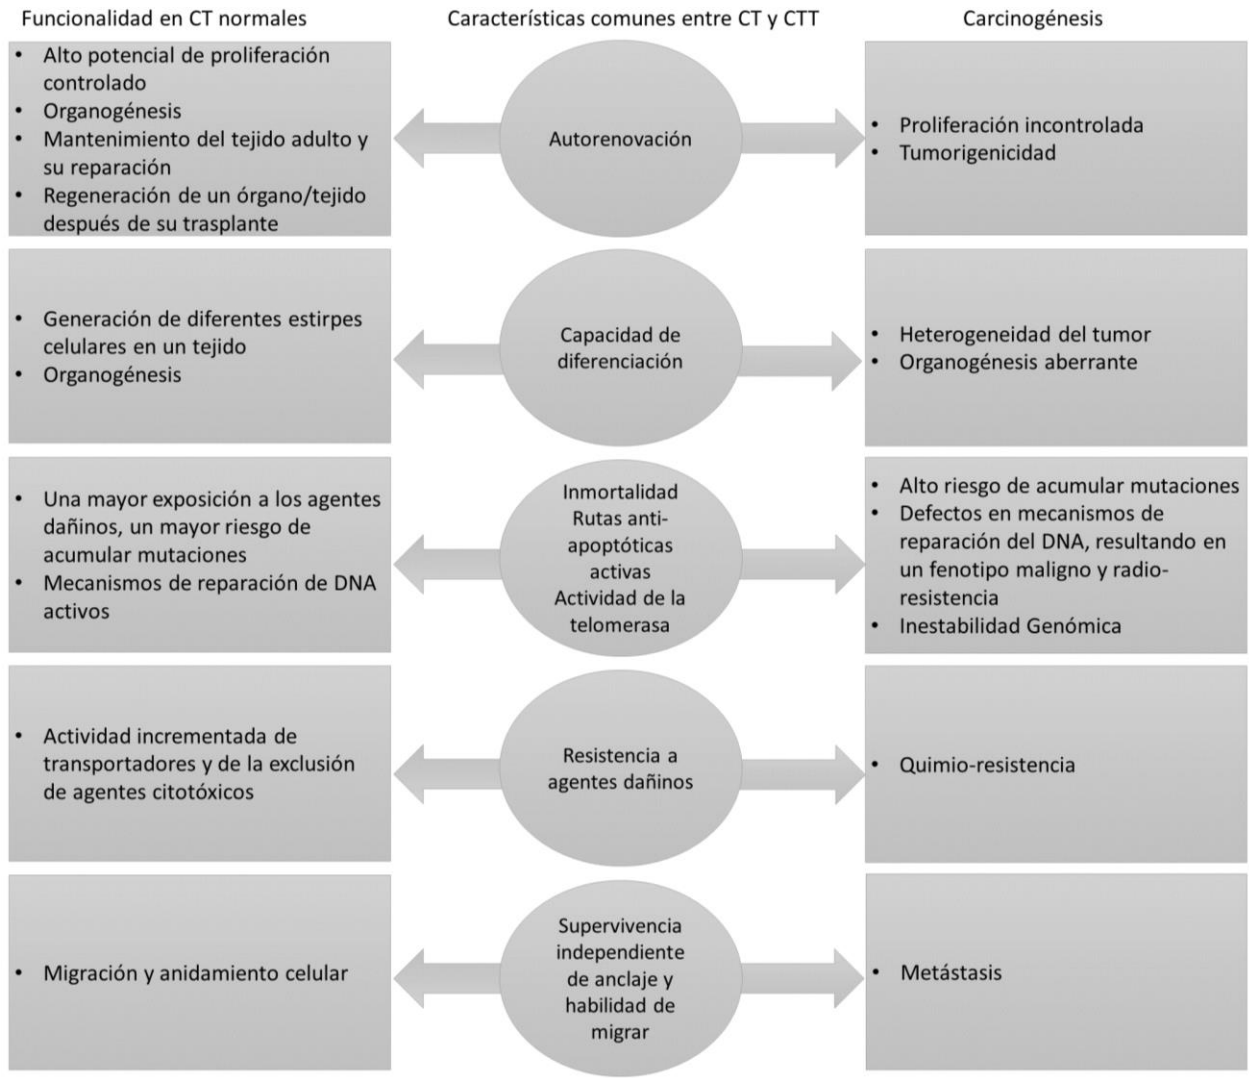 Funcionalidad en CT normales
Características comunes entre CT y CTT
Carcinogénesis
• Alto potencial de proliferación
controlado
• Organogénesis
• Mantenimiento del tejido adulto y
su reparación
• Regeneración de un órgano/tejido
después de su trasplante
Autorenovación
• Proliferación incontrolada
• Tumorigenicidad
• Generación de diferentes estirpes
celulares en un tejido
• Organogénesis
Capacidad de
diferenciación
• Heterogeneidad del tumor
• Organogénesis aberrante
• Una mayor exposición a los agentes
dañinos, un mayor riesgo de
acumular mutaciones
• Mecanismos de reparación de DNA
activos
Inmortalidad
Rutas anti-
apoptóticas
activas
Actividad de la
telomerasa
• Alto riesgo de acumular mutaciones
• Defectos en mecanismos de
reparación del DNA, resultando en
un fenotipo maligno y radio-
resistencia
• Inestabilidad Genómica
• Actividad incrementada de
transportadores y de la exclusión
de agentes citotóxicos
Resistencia a
agentes dañinos
• Quimio-resistencia
• Migración y anidamiento celular
Supervivencia
independiente
de anclaje y
habilidad de
migrar
• Metástasis